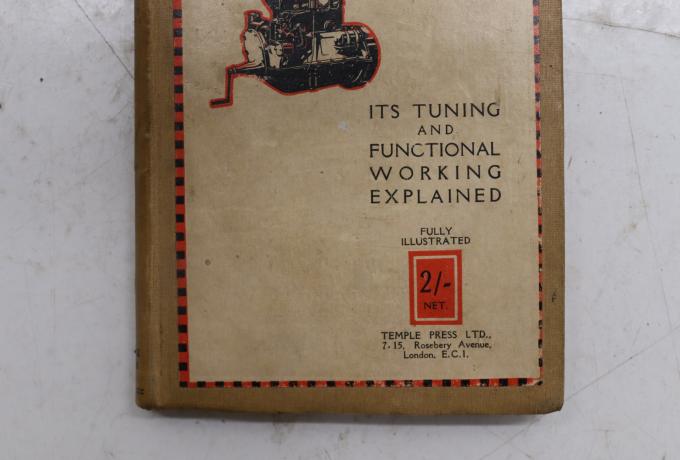 ITS TUNING
AND
FUNCTIONAL
WORKING
EXPLAINED
FULLY
ILLUSTRATED
2/-
NET.
TEMPLE PRESS LTD.,
7-15, Rosebery Avenue,
London, E.C.1.